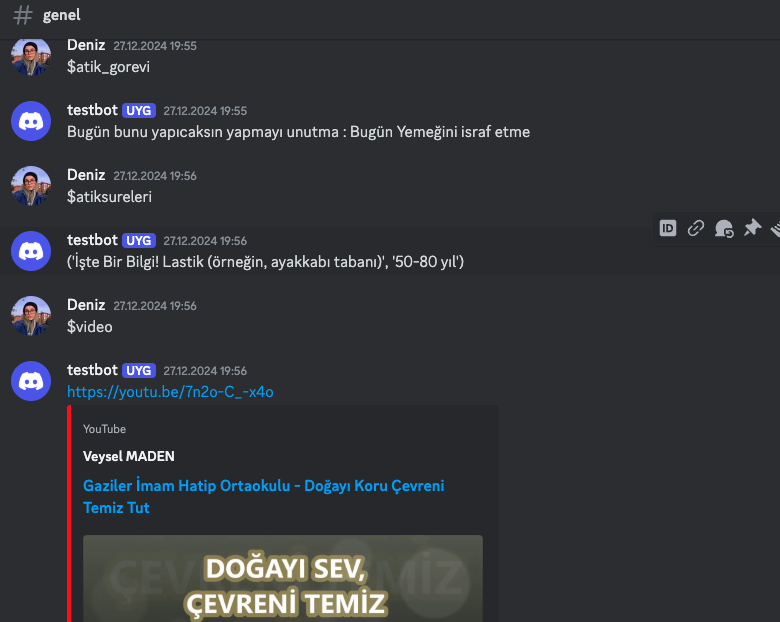 genel
Deniz 27.12.2024 19:55
$atik_gorevi
testbot UYG 27.12.2024 19:55
Bugün bunu yapıcaksın yapmayı unutma : Bugün Yemeğini israf etme
Deniz 27.12.2024 19:56
$atiksureleri
ID
testbot UYG 27.12.2024 19:56
('İşte Bir Bilgi! Lastik (örneğin, ayakkabı tabanı)', '50-80 yıl')
Deniz 27.12.2024 19:56
$video
testbot UYG 27.12.2024 19:56
https://youtu.be/7n2o-C_-x4o
YouTube
Veysel MADEN
Gaziler İmam Hatip Ortaokulu - Doğayı Koru Çevreni
Temiz Tut
DOĞAYI SEV,
ÇEVRENİ TEMİZ